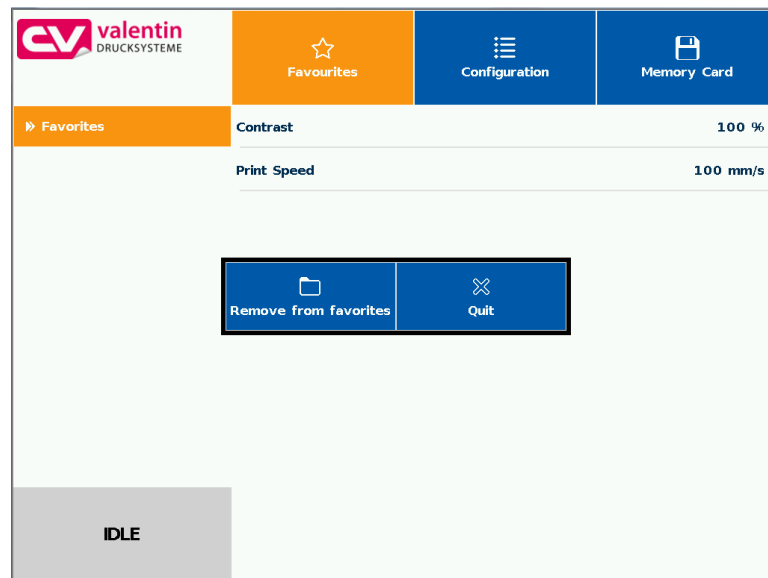 valentin
DRUCKSYSTEME
Favourites
Configuration
Memory Card
Favorites
Contrast 100 %
Print Speed 100 mm/s
Remove from favorites
Quit
IDLE